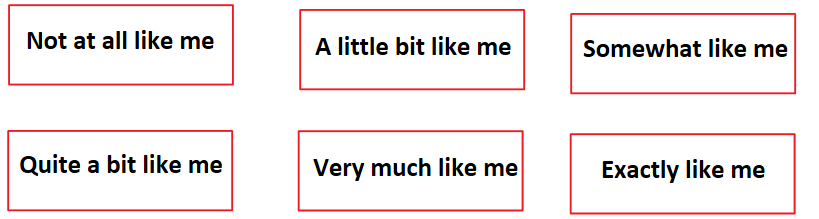 Not at all like me
A little bit like me
Somewhat like me
Quite a bit like me
Very much like me
Exactly like me